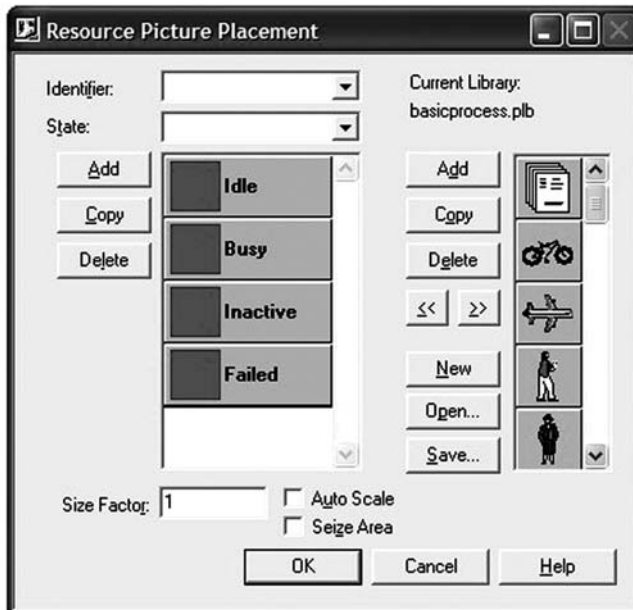 Resource Picture Placement
Identifier:
State:
Add
Copy
Delete
Idle
Busy
Inactive
Failed
Current Library:
basicprocess.plb
Add
Copy
Delete
<<
>>
New
Open...
Save...
Size Factor: 1
Auto Scale
Seize Area
OK
Cancel
Help